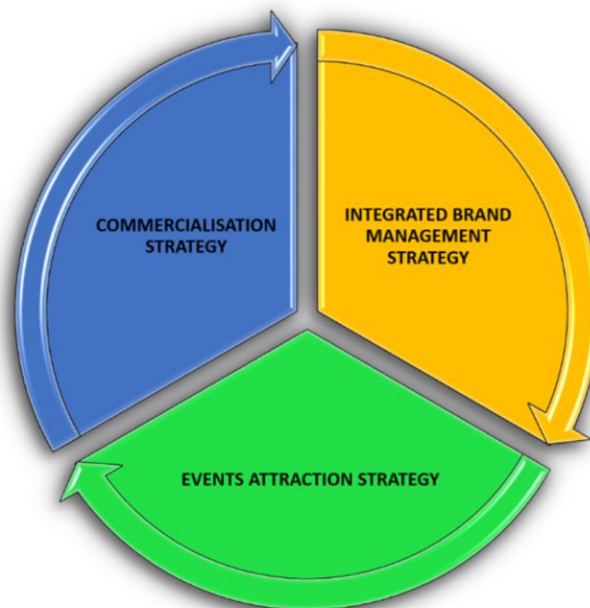 COMMERCIALISATION
STRATEGY
INTEGRATED BRAND
MANAGEMENT
STRATEGY
EVENTS ATTRACTION STRATEGY